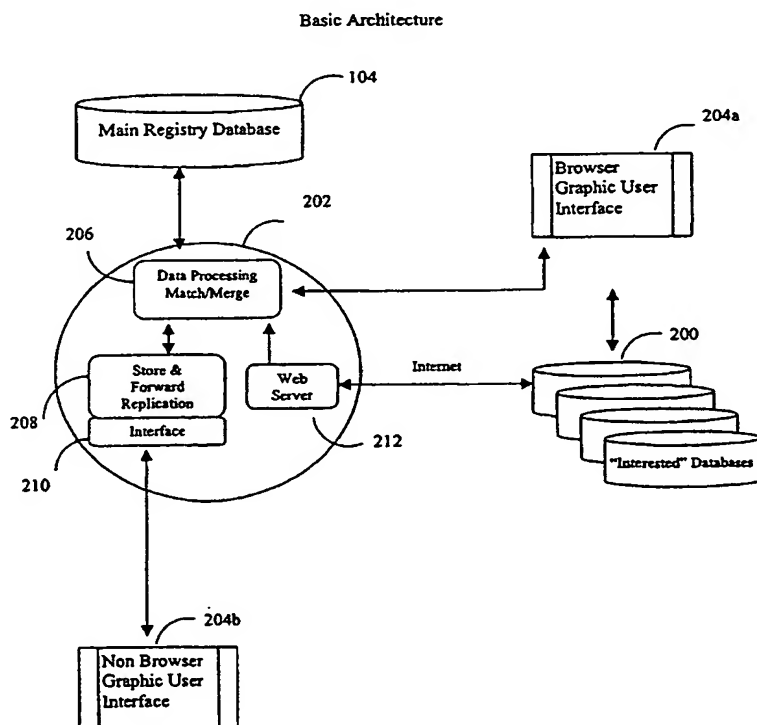 Basic Architecture
104
Main Registry Database
204a
Browser
Graphic User
Interface
202
206
Data Processing
Match/Merge
200
Store &
Forward
Replication
Web
Server
Internet
208
Interface
212
"Interested" Databases
210
204b
Non Browser
Graphic User
Interface